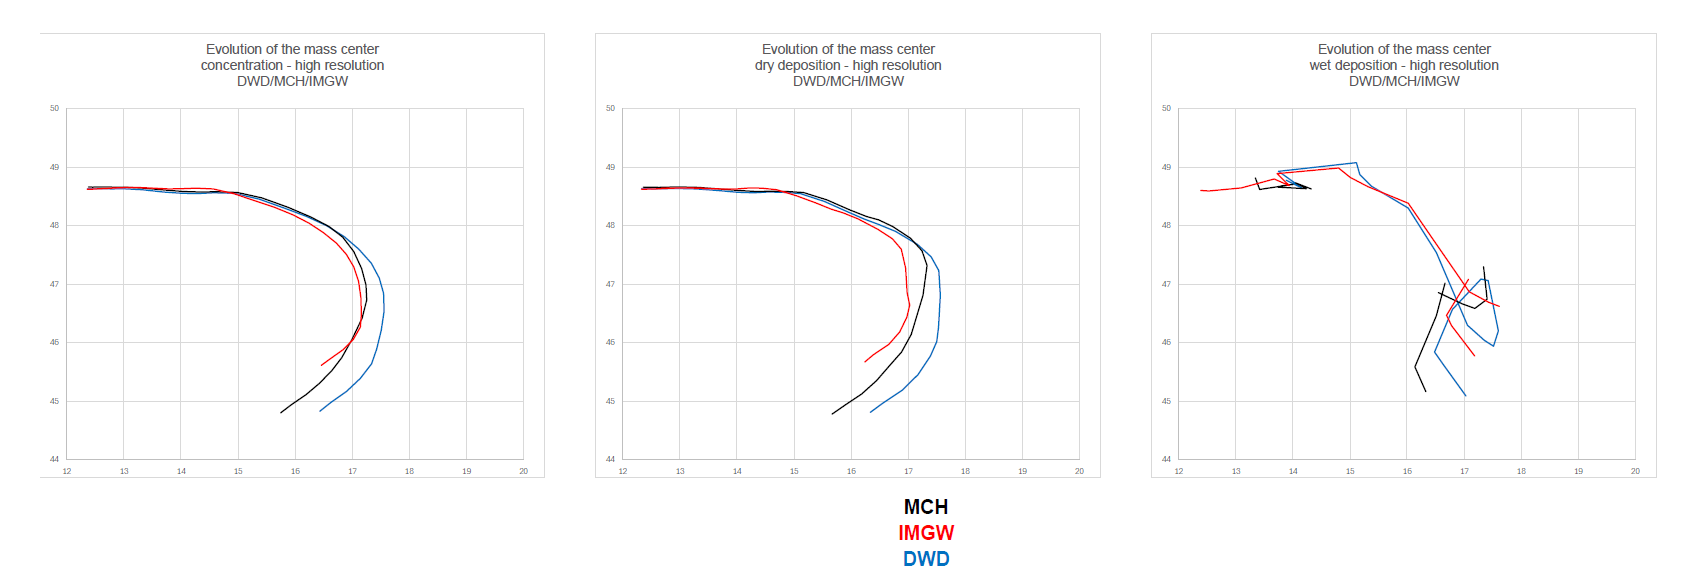 Evolution of the mass center
concentration - high resolution
DWD/MCH/IMGW
50
49
48
47
46
45
44
12 13 14 15 16 17 18 19 20
Evolution of the mass center
dry deposition - high resolution
DWD/MCH/IMGW
50
49
48
47
46
45
44
12 13 14 15 16 17 18 19 20
Evolution of the mass center
wet deposition - high resolution
DWD/MCH/IMGW
50
49
48
47
46
45
44
12 13 14 15 16 17 18 19 20
MCH
IMGW
DWD